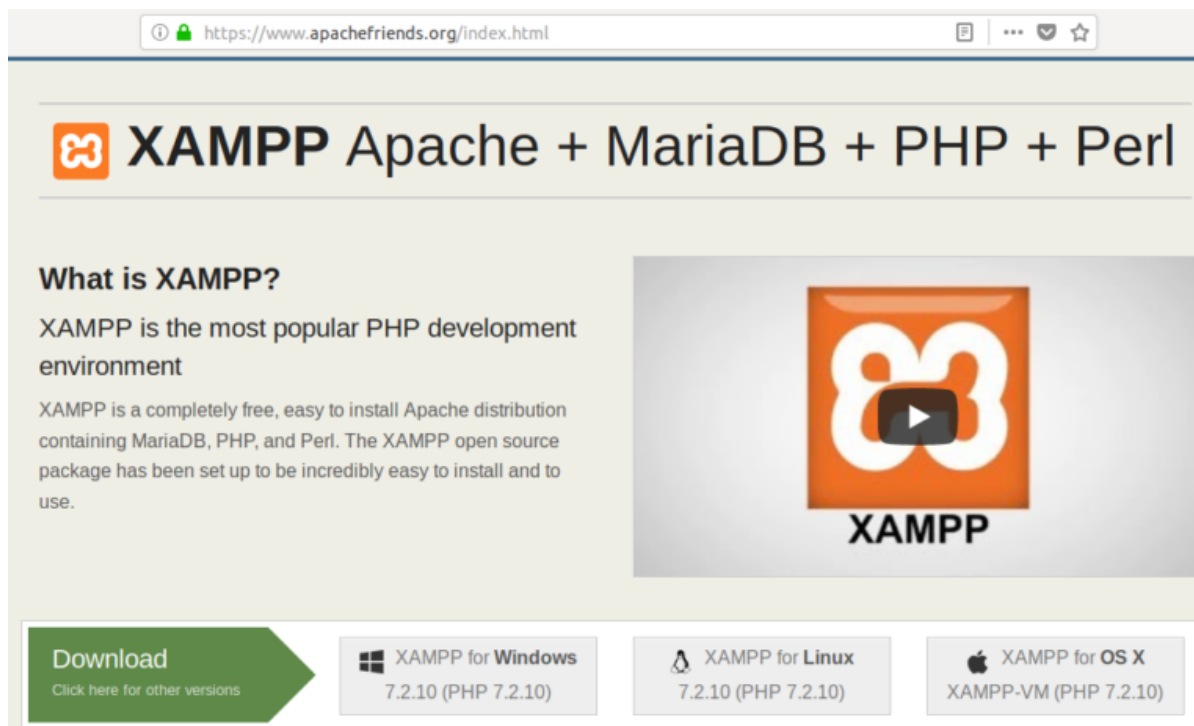 https://www.apachefriends.org/index.html
XAMPP Apache + MariaDB + PHP + Perl
What is XAMPP?
XAMPP is the most popular PHP development
environment
XAMPP is a completely free, easy to install Apache distribution
containing MariaDB, PHP, and Perl. The XAMPP open source
package has been set up to be incredibly easy to install and to
use.
XAMPP
Download
Click here for other versions
XAMPP for Windows
7.2.10 (PHP 7.2.10)
XAMPP for Linux
7.2.10 (PHP 7.2.10)
XAMPP for OS X
XAMPP-VM (PHP 7.2.10)